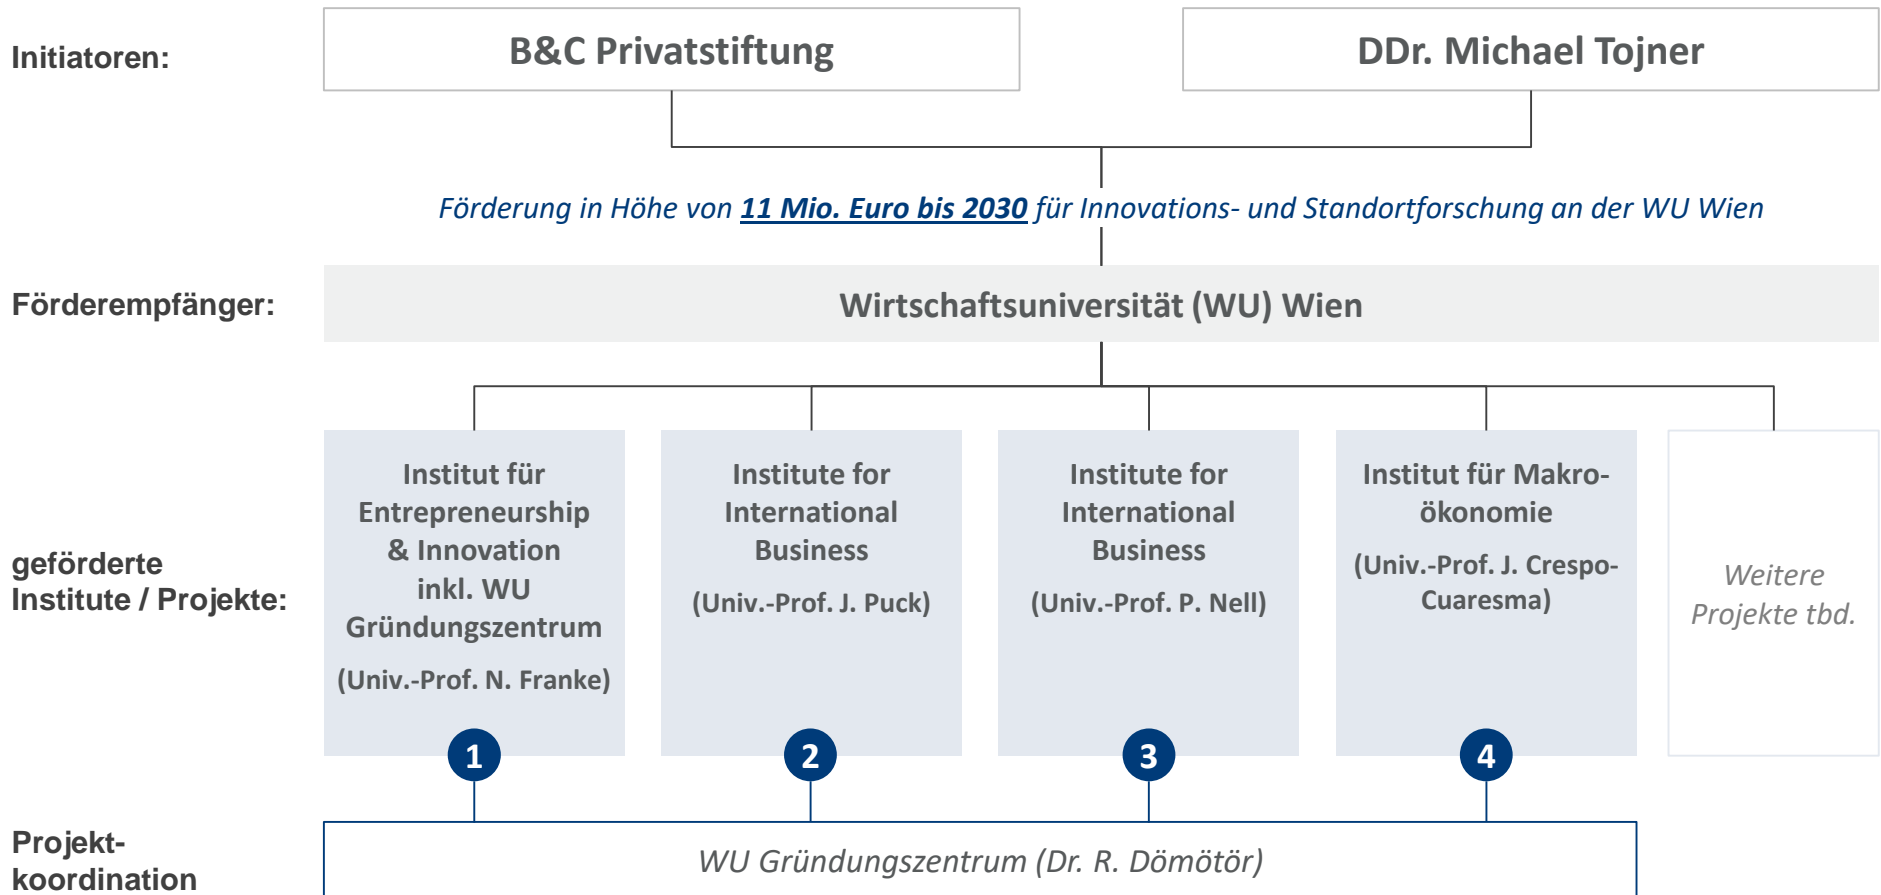 Initiatoren:
B&C Privatstiftung
DDr. Michael Tojner
Förderung in Höhe von 11 Mio. Euro bis 2030 für Innovations- und Standortforschung an der WU Wien
Förderempfänger:
Wirtschaftsuniversität (WU) Wien
geförderte
Institute / Projekte:
Institut für
Entrepreneurship
& Innovation
inkl. WU
Gründungszentrum
(Univ.-Prof. N. Franke)
1
Institute for
International
Business
(Univ.-Prof. J. Puck)
2
Institute for
International
Business
(Univ.-Prof. P. Nell)
3
Institut für Makro-
ökonomie
(Univ.-Prof. J. Crespo-
Cuaresma)
4
Weitere
Projekte tbd.
Projekt-
koordination
WU Gründungszentrum (Dr. R. Dömötör)